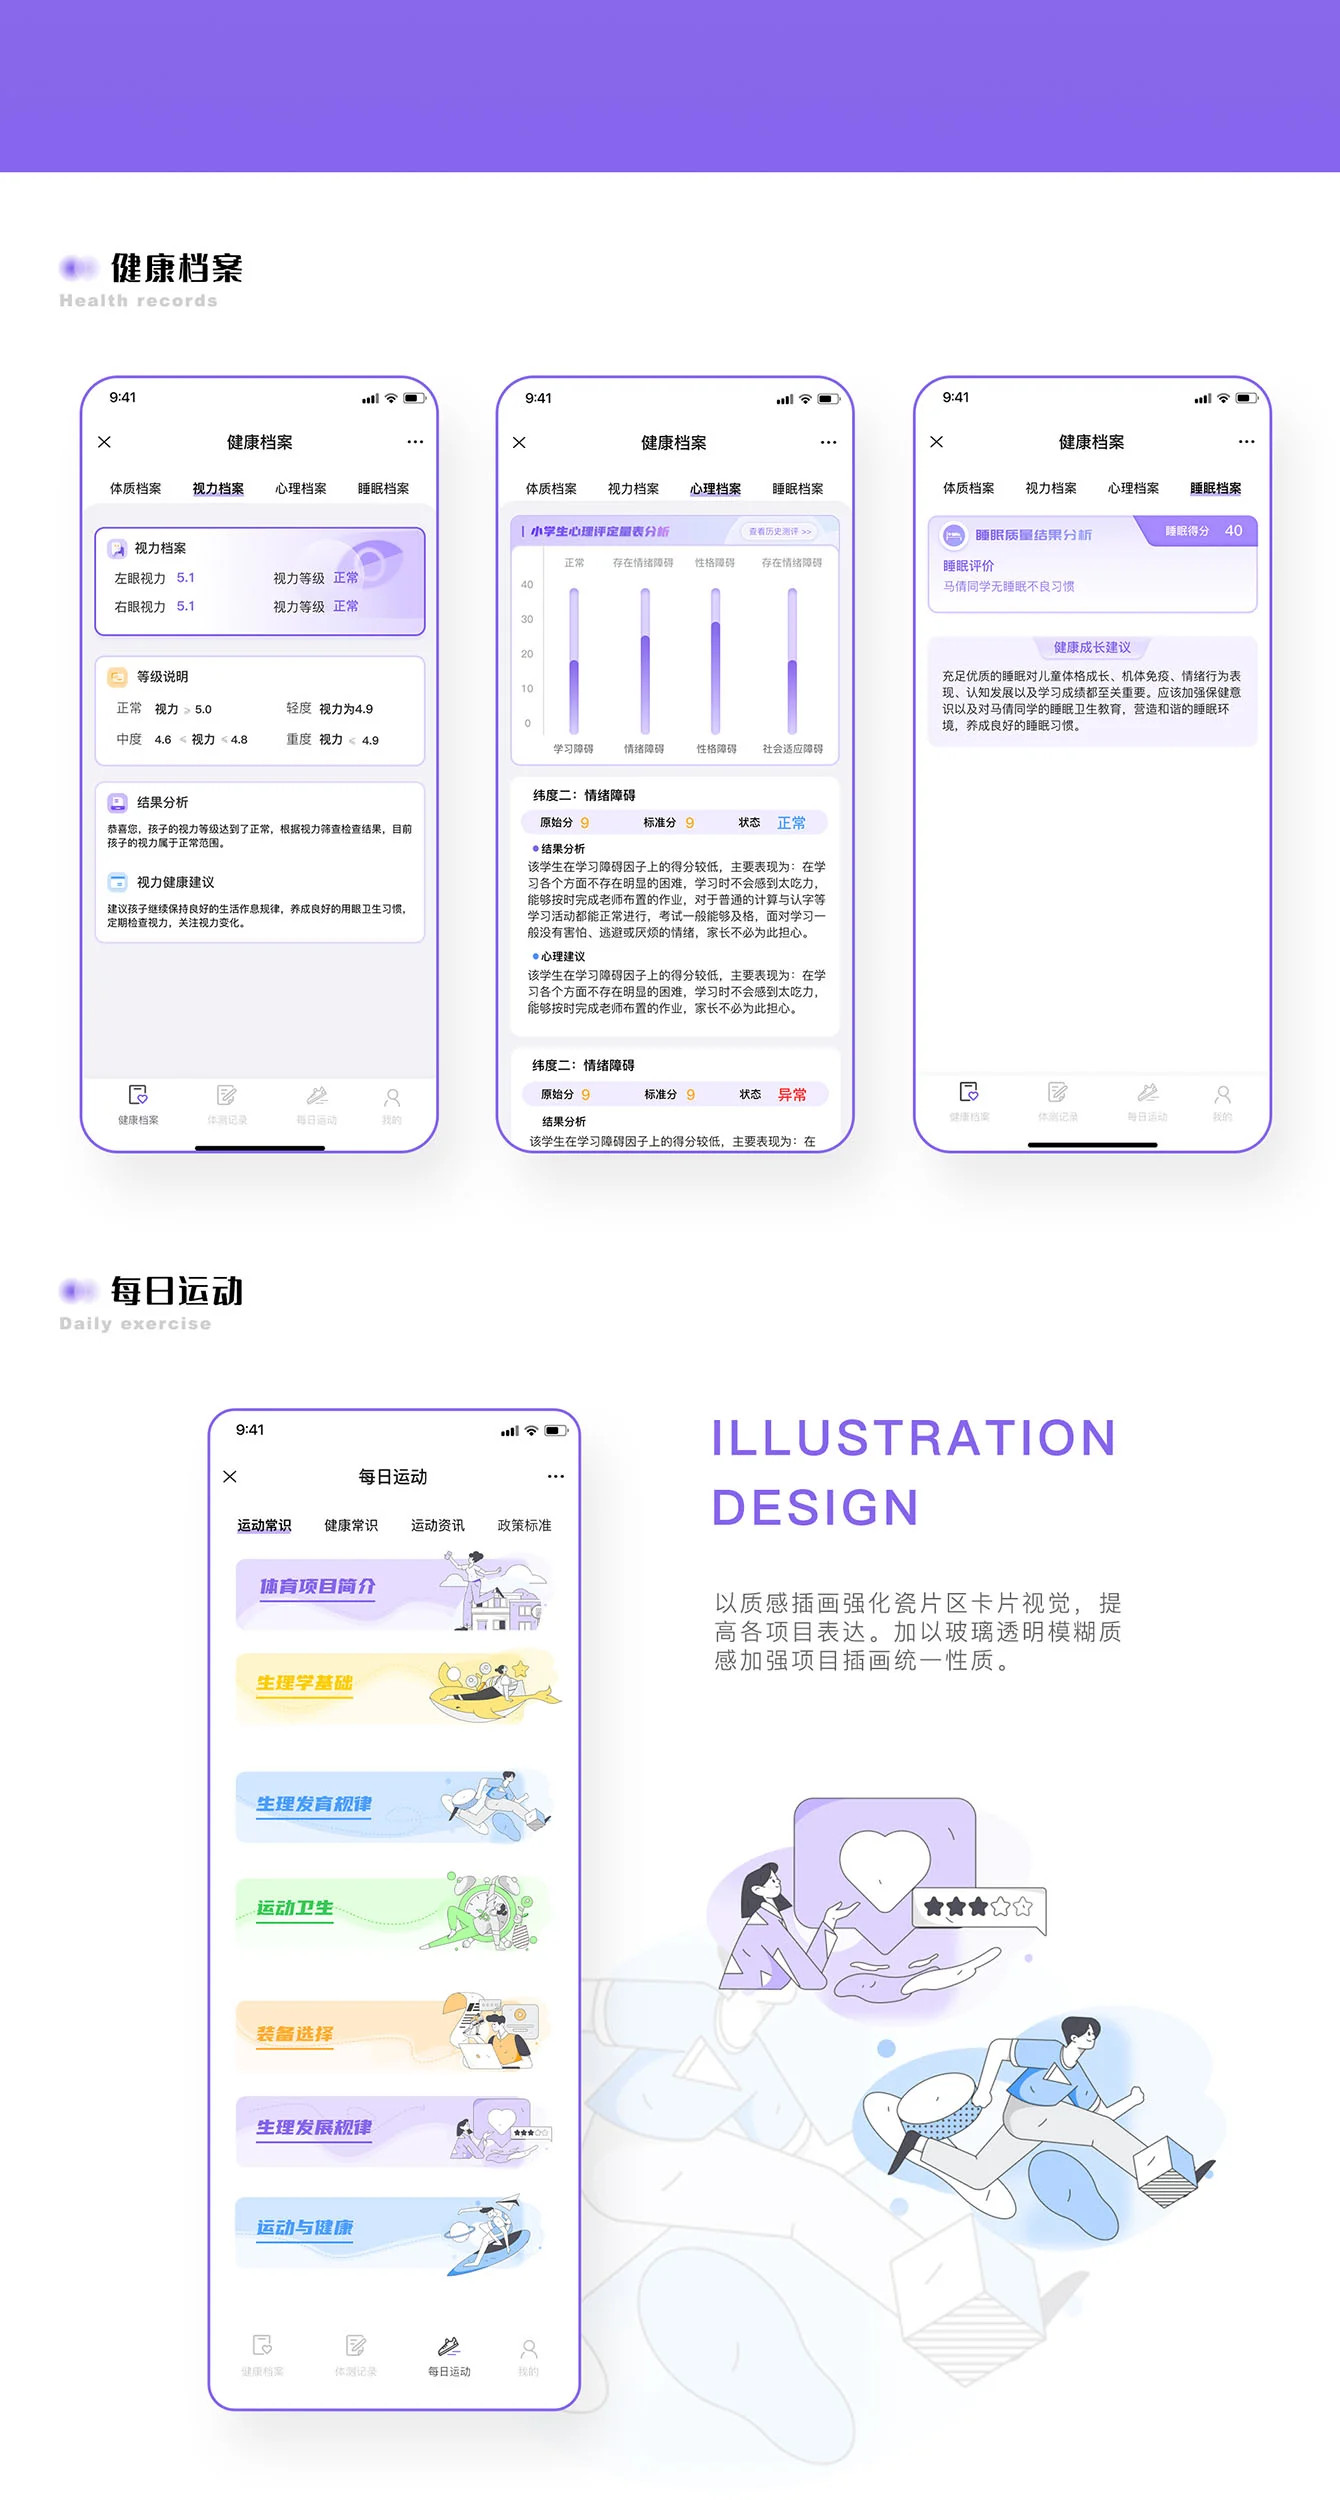 健康档案
Health records
9:41
健康档案
体质档案 视力档案 心理档案 睡眠档案
视力档案
左眼视力 5.1 视力等级 正常
右眼视力 5.1 视力等级 正常
等级说明
正常 视力 ≥ 5.0 轻度 视力为4.9
中度 4.6 < 视力 < 4.8 重度 视力 ≤ 4.9
结果分析
恭喜您，孩子的视力等级达到了正常，根据视力筛查检查结果，目前
孩子的视力属于正常范围。
视力健康建议
建议孩子继续保持良好的生活作息规律，养成良好的用眼卫生习惯，
定期检查视力，关注视力变化。
健康档案 体测记录 每日运动 我的
9:41
健康档案
体质档案 视力档案 心理档案 睡眠档案
小学生心理评定量表分析 查看历史测评 >>
正常 存在情绪障碍 性格障碍 存在情绪障碍
40
30
20
10
0
学习障碍 情绪障碍 性格障碍 社会适应障碍
纬度二：情绪障碍
原始分 9 标准分 9 状态 正常
结果分析
该学生在学习障碍因子上的得分较低，主要表现为：在学
习各个方面不存在明显的困难，学习时不会感到太吃力，
能够按时完成老师布置的作业，对于普通的计算与认字等
学习活动都能正常进行，考试一般能够及格，面对学习一
般没有害怕、逃避或厌烦的情绪，家长不必为此担心。
心理建议
该学生在学习障碍因子上的得分较低，主要表现为：在学
习各个方面不存在明显的困难，学习时不会感到太吃力，
能够按时完成老师布置的作业，家长不必为此担心。
纬度二：情绪障碍
原始分 9 标准分 9 状态 异常
结果分析
该学生在学习障碍因子上的得分较低，主要表现为：在
9:41
健康档案
体质档案 视力档案 心理档案 睡眠档案
睡眠质量结果分析 睡眠得分 40
睡眠评价
马倩同学无睡眠不良习惯
健康成长建议
充足优质的睡眠对儿童体格成长、机体免疫、情绪行为表
现、认知发展以及学习成绩都至关重要。应该加强保健意
识以及对马倩同学的睡眠卫生教育，营造和谐的睡眠环
境，养成良好的睡眠习惯。
健康档案 体测记录 每日运动 我的
每日运动
Daily exercise
9:41
每日运动
运动常识 健康常识 运动资讯 政策标准
体育项目简介
生理学基础
生理发育规律
运动卫生
装备选择
生理发展规律
运动与健康
健康档案 体测记录 每日运动 我的
ILLUSTRATION
DESIGN
以质感插画强化瓷片区卡片视觉，提
高各项目表达。加以玻璃透明模糊质
感加强项目插画统一性质。